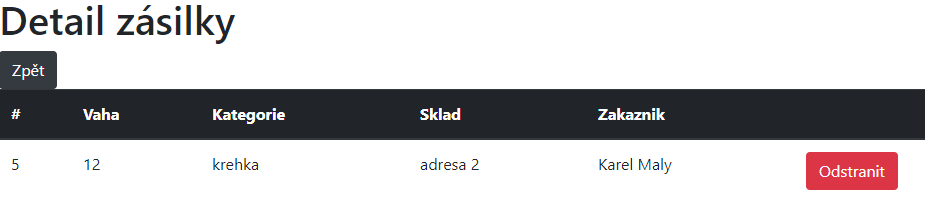 Detail zásilky
Zpět
# Vaha Kategorie Sklad Zakaznik
5 12 krehka adresa 2 Karel Maly Odstranit